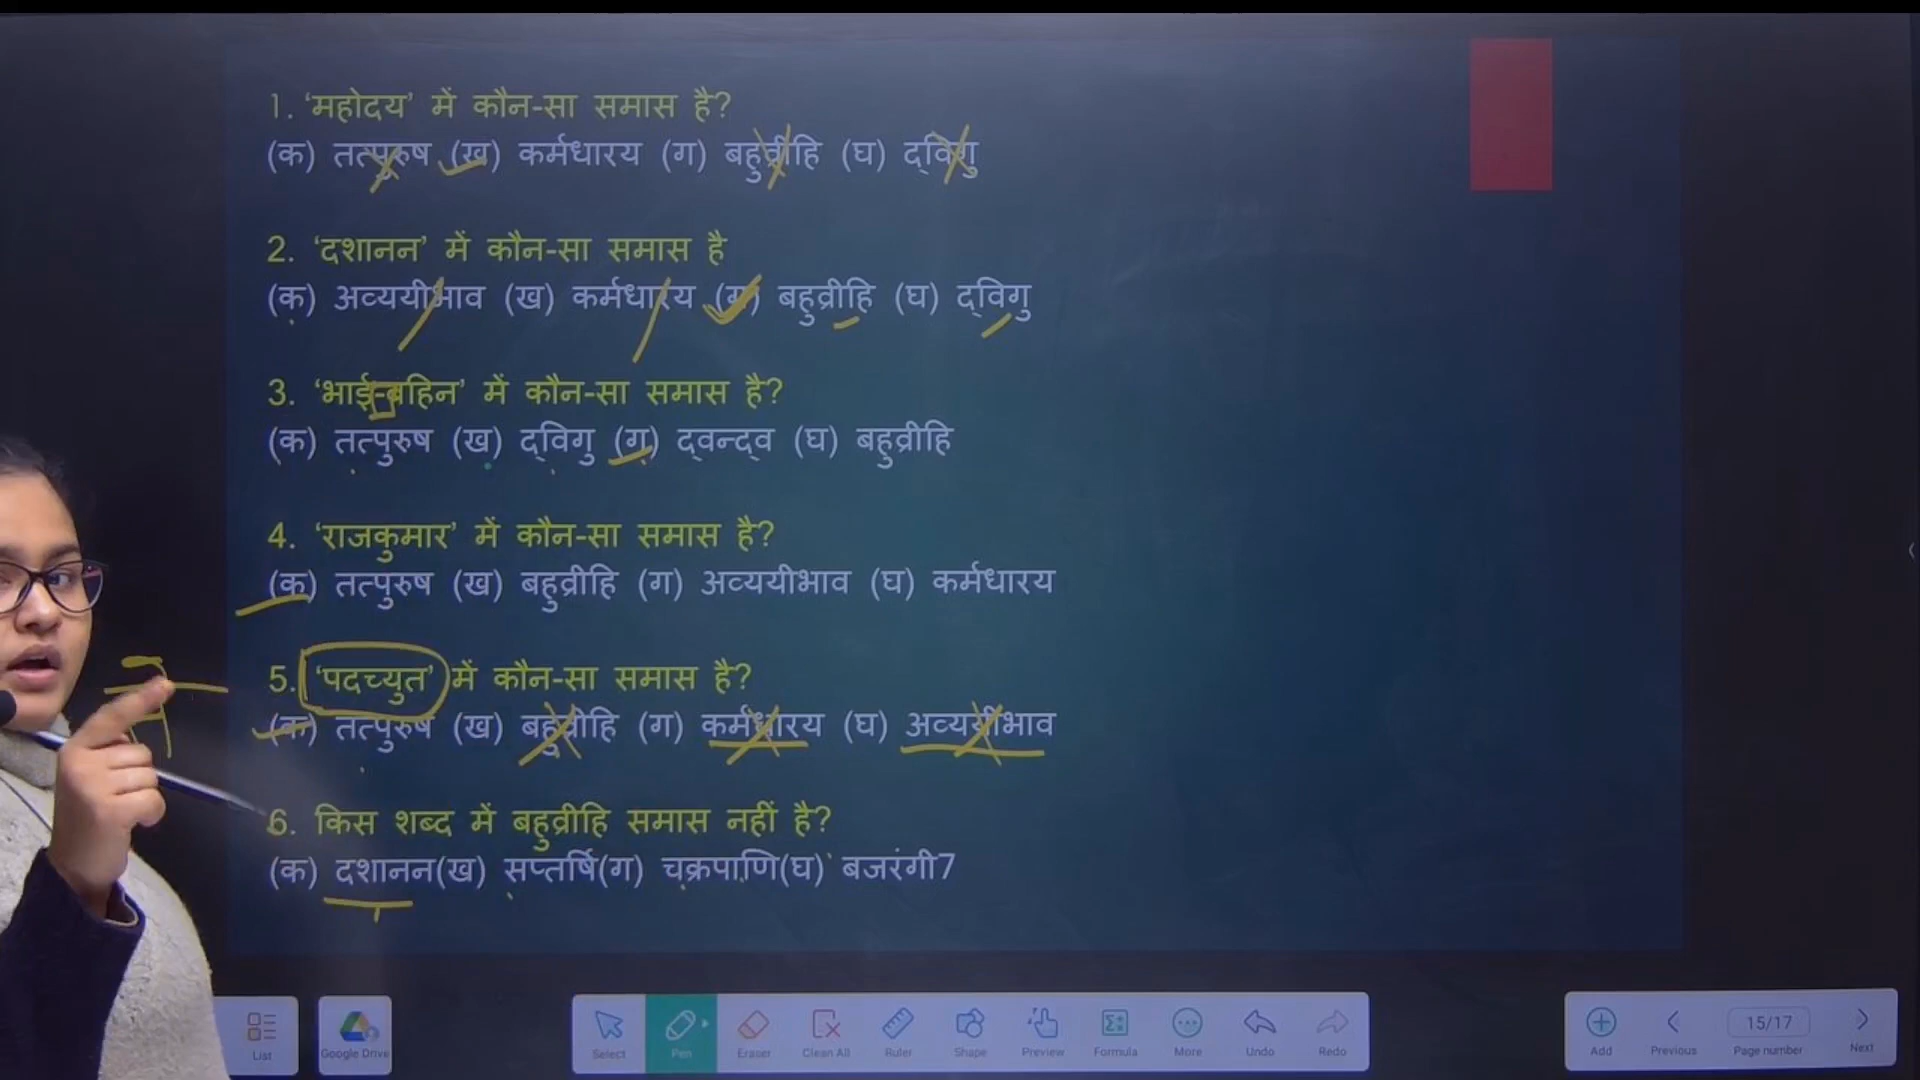 1. ‘महोदय’ में कौन-सा समास है?
(क) तत्पुरुष (ख) कर्मधारय (ग) बहुव्रीहि (घ) द्विगु
2. ‘दशानन’ में कौन-सा समास है
(क) अव्ययीभाव (ख) कर्मधारय (ग) बहुव्रीहि (घ) द्विगु
3. ‘भाई-बहिन’ में कौन-सा समास है?
(क) तत्पुरुष (ख) द्विगु (ग) द्वन्द्व (घ) बहुव्रीहि
4. ‘राजकुमार’ में कौन-सा समास है?
(क) तत्पुरुष (ख) बहुव्रीहि (ग) अव्ययीभाव (घ) कर्मधारय
5. ‘पदच्युत’ में कौन-सा समास है?
(क) तत्पुरुष (ख) बहुव्रीहि (ग) कर्मधारय (घ) अव्ययीभाव
6. किस शब्द में बहुव्रीहि समास नहीं है?
(क) दशानन(ख) सप्तर्षि(ग) चक्रपाणि(घ) बजरंगी7
List Google Drive Select Pen Eraser Clean All Ruler Shape Preview Formula More Undo Redo Add Previous 15/17 Page number Next